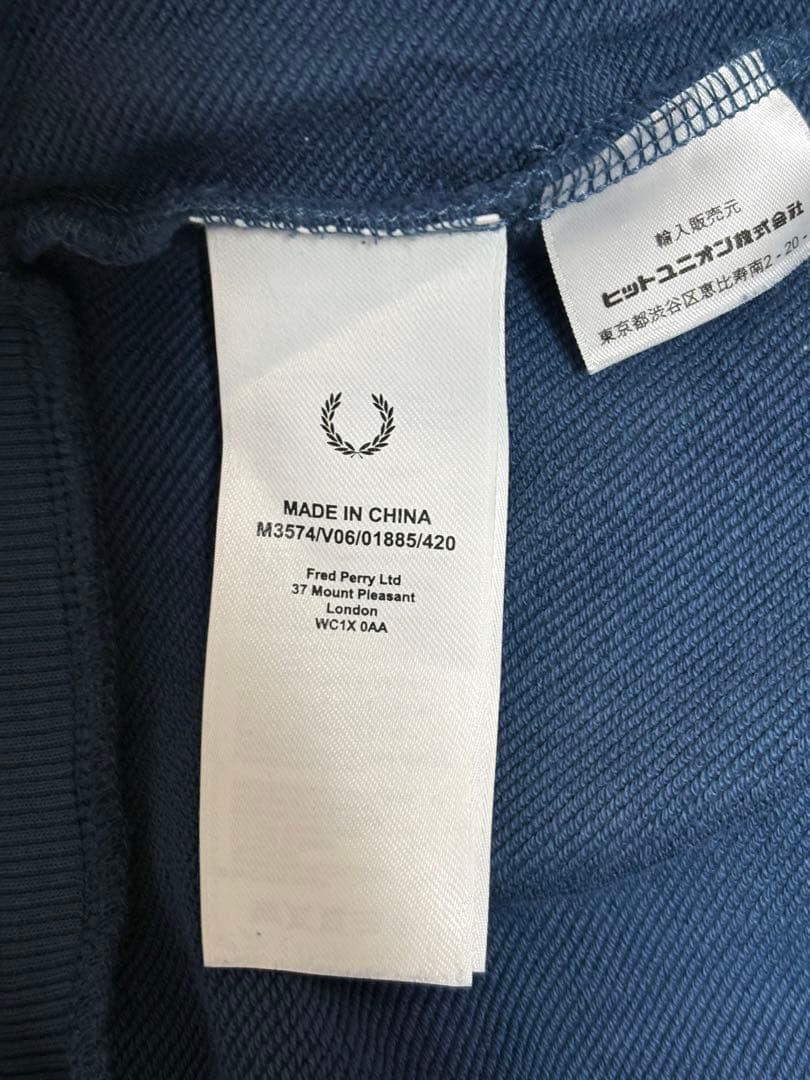 MADE IN CHINA
M3574/V06/01885/420
Fred Perry Ltd
37 Mount Pleasant
London
WC1X 0AA
輸入販売元
ヒットユニオン株式会社
東京都渋谷区恵比寿南2-20-